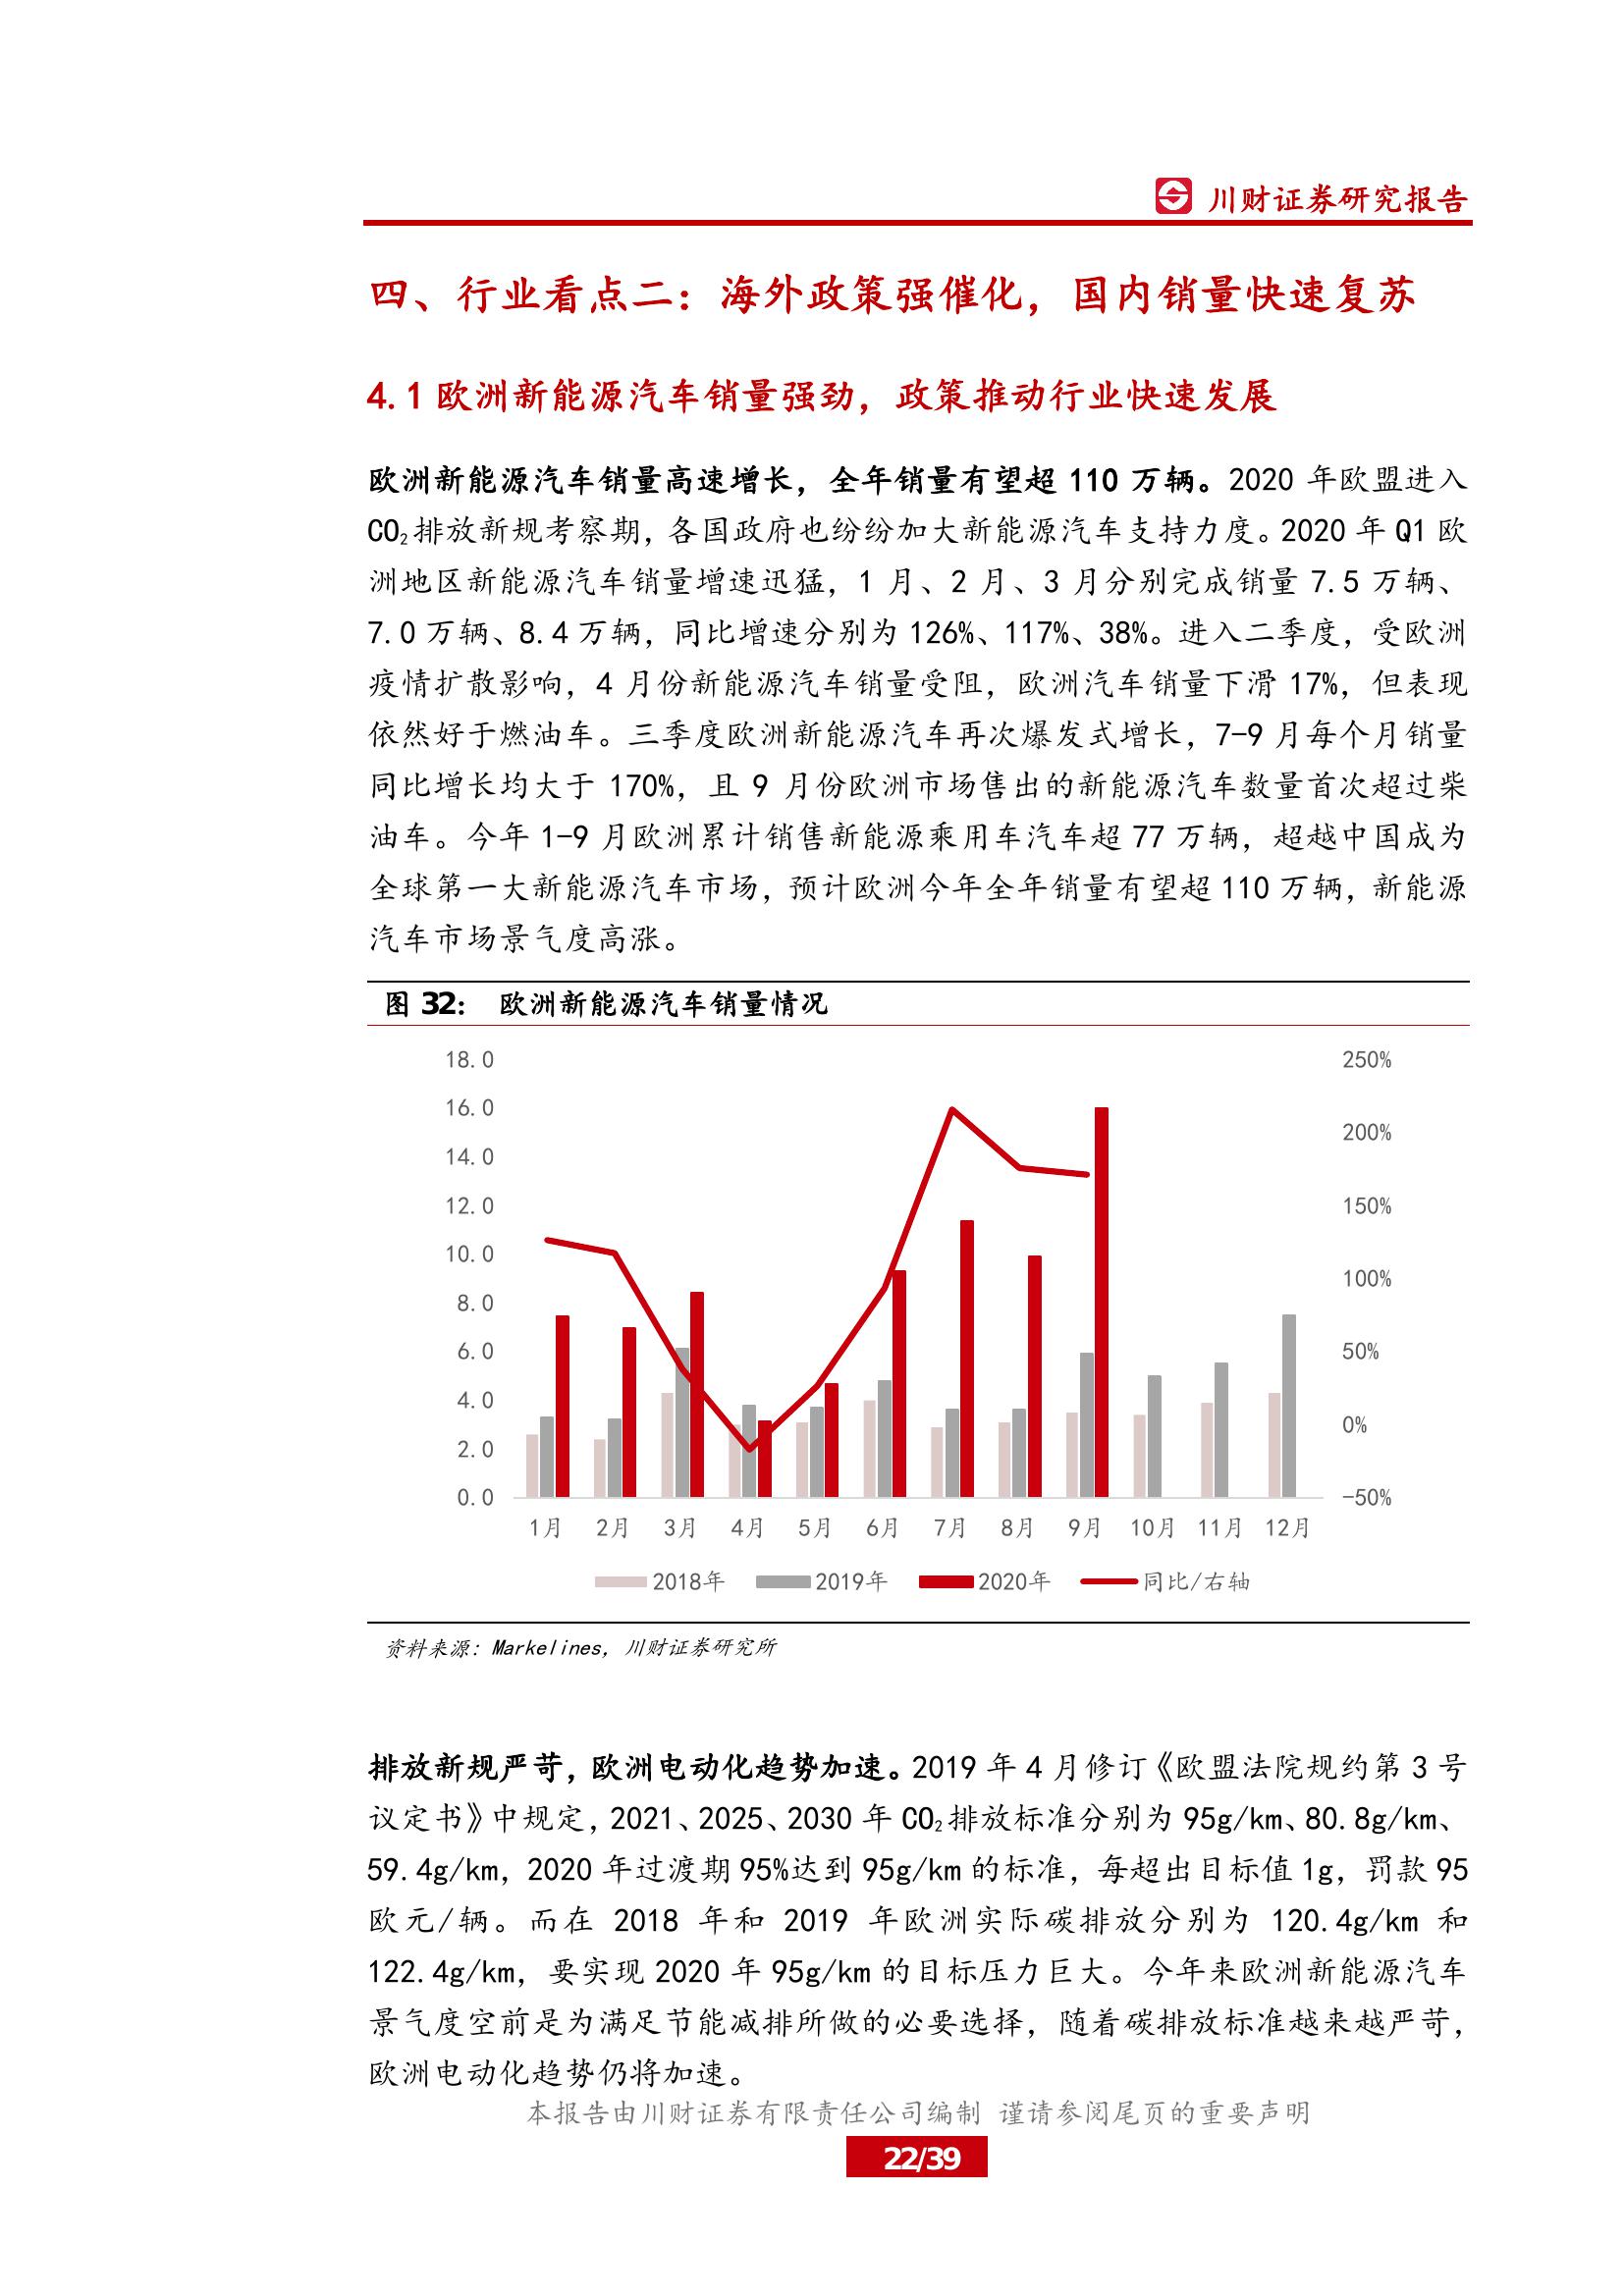 川财证券研究报告
四、行业看点二：海外政策强催化，国内销量快速复苏
4.1 欧洲新能源汽车销量强劲，政策推动行业快速发展
欧洲新能源汽车销量高速增长，全年销量有望超 110 万辆。2020 年欧盟进入
CO₂排放新规考察期，各国政府也纷纷加大新能源汽车支持力度。2020 年 Q1 欧
洲地区新能源汽车销量增速迅猛，1 月、2 月、3 月分别完成销量 7.5 万辆、
7.0 万辆、8.4 万辆，同比增速分别为 126%、117%、38%。进入二季度，受欧洲
疫情扩散影响，4 月份新能源汽车销量受阻，欧洲汽车销量下滑 17%，但表现
依然好于燃油车。三季度欧洲新能源汽车再次爆发式增长，7-9 月每个月销量
同比增长均大于 170%，且 9 月份欧洲市场售出的新能源汽车数量首次超过柴
油车。今年 1-9 月欧洲累计销售新能源乘用车汽车超 77 万辆，超越中国成为
全球第一大新能源汽车市场，预计欧洲今年全年销量有望超 110 万辆，新能源
汽车市场景气度高涨。
图 32： 欧洲新能源汽车销量情况
18.0 250%
16.0
200%
14.0
12.0 150%
10.0
100%
8.0
6.0 50%
4.0
0%
2.0
0.0 -50%
1月 2月 3月 4月 5月 6月 7月 8月 9月 10月 11月 12月
2018年 2019年 2020年 同比/右轴
资料来源：Markelines，川财证券研究所
排放新规严苛，欧洲电动化趋势加速。2019 年 4 月修订《欧盟法院规约第 3 号
议定书》中规定，2021、2025、2030 年 CO₂排放标准分别为 95g/km、80.8g/km、
59.4g/km，2020 年过渡期 95%达到 95g/km 的标准，每超出目标值 1g，罚款 95
欧元/辆。而在 2018 年和 2019 年欧洲实际碳排放分别为 120.4g/km 和
122.4g/km，要实现 2020 年 95g/km 的目标压力巨大。今年来欧洲新能源汽车
景气度空前是为满足节能减排所做的必要选择，随着碳排放标准越来越严苛，
欧洲电动化趋势仍将加速。
本报告由川财证券有限责任公司编制 谨请参阅尾页的重要声明
22/39